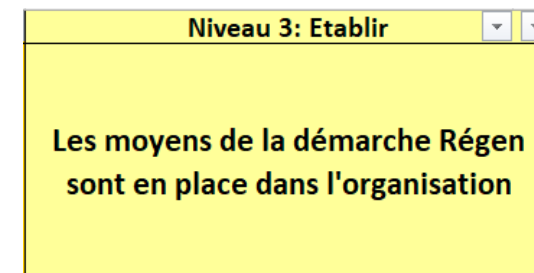 Niveau 3: Etablir
Les moyens de la démarche Régen
sont en place dans l'organisation